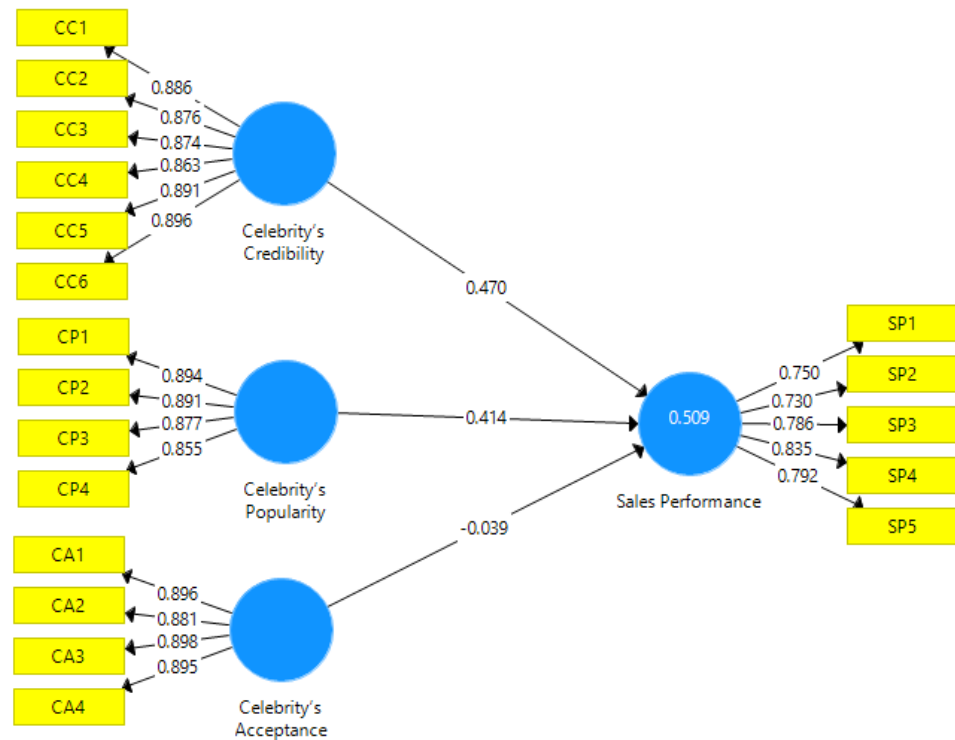 CC1
0.886
CC2
0.876
CC3
0.874
CC4
0.863
CC5
0.891
CC6
0.896
Celebrity's
Credibility
0.470
CP1
0.894
CP2
0.891
CP3
0.877
CP4
0.855
Celebrity's
Popularity
0.414
CA1
0.896
CA2
0.881
CA3
0.898
CA4
0.895
Celebrity's
Acceptance
-0.039
0.509
Sales Performance
SP1
0.750
SP2
0.730
SP3
0.786
SP4
0.835
SP5
0.792